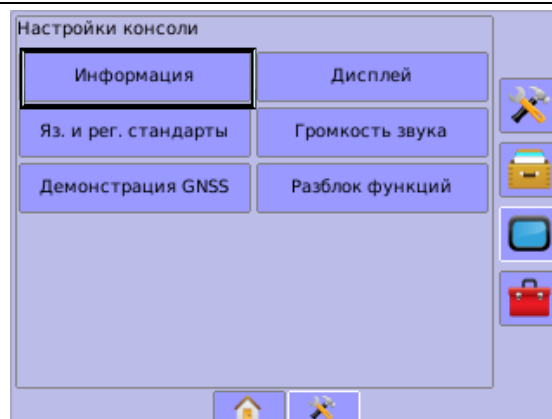 Настройки консоли
Информация
Дисплей
Яз. и рег. стандарты
Громкость звука
Демонстрация GNSS
Разблок функций